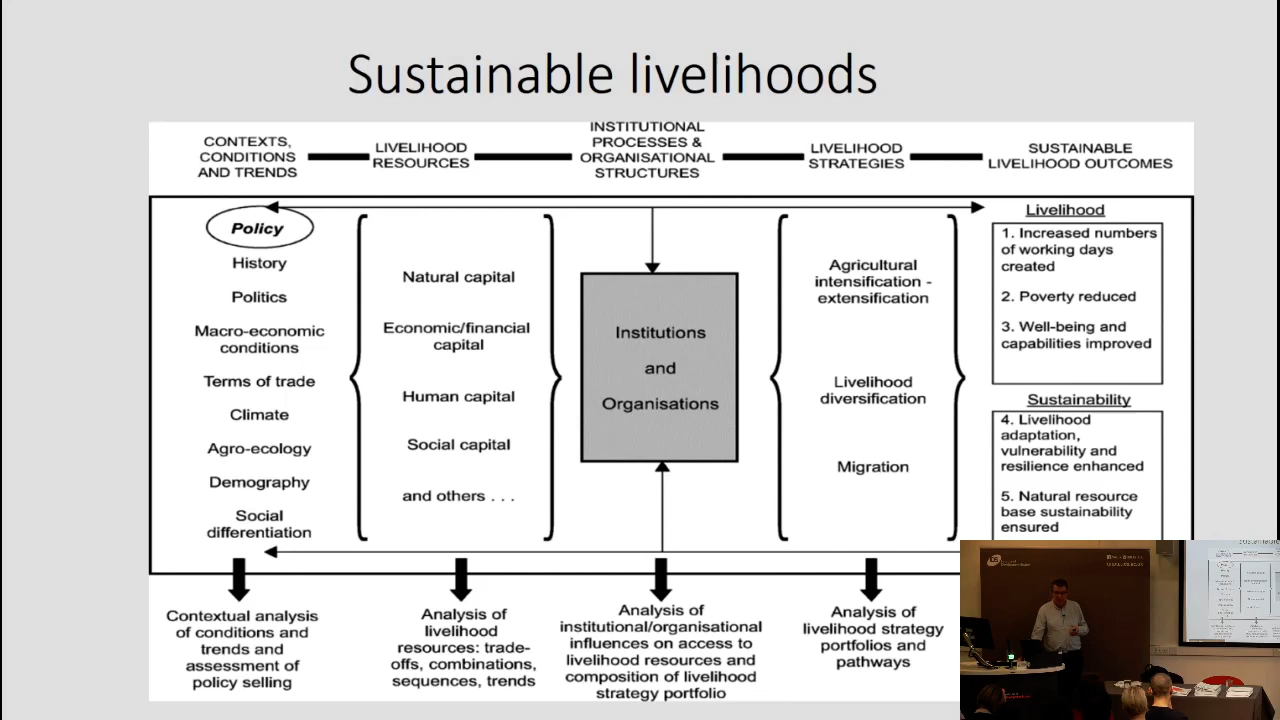 Sustainable livelihoods
CONTEXTS,
CONDITIONS
AND TRENDS
LIVELIHOOD
RESOURCES
INSTITUTIONAL
PROCESSES &
ORGANISATIONAL
STRUCTURES
LIVELIHOOD
STRATEGIES
SUSTAINABLE
LIVELIHOOD OUTCOMES
Policy
History
Politics
Macro-economic
conditions
Terms of trade
Climate
Agro-ecology
Demography
Social
differentiation
Natural capital
Economic/financial
capital
Human capital
Social capital
and others . . .
Institutions
and
Organisations
Agricultural
intensification -
extensification
Livelihood
diversification
Migration
Livelihood
1. Increased numbers
of working days
created
2. Poverty reduced
3. Well-being and
capabilities improved
Sustainability
4. Livelihood
adaptation,
vulnerability and
resilience enhanced
5. Natural resource
base sustainability
ensured
Contextual analysis
of conditions and
trends and
assessment of
policy selling
Analysis of
livelihood
resources: trade-
offs, combinations,
sequences, trends
Analysis of
institutional/organisational
influences on access to
livelihood resources and
composition of livelihood
strategy portfolio
Analysis of
livelihood strategy
portfolios and
pathways